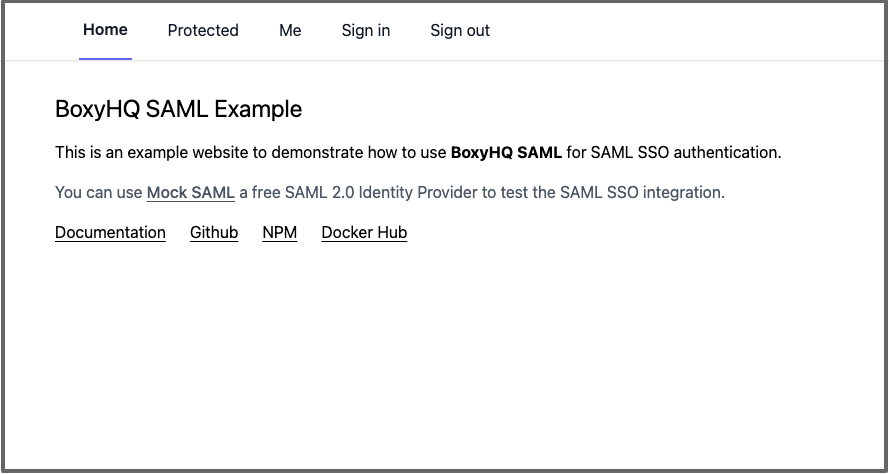 Home Protected Me Sign in Sign out
BoxyHQ SAML Example
This is an example website to demonstrate how to use BoxyHQ SAML for SAML SSO authentication.
You can use Mock SAML a free SAML 2.0 Identity Provider to test the SAML SSO integration.
Documentation Github NPM Docker Hub